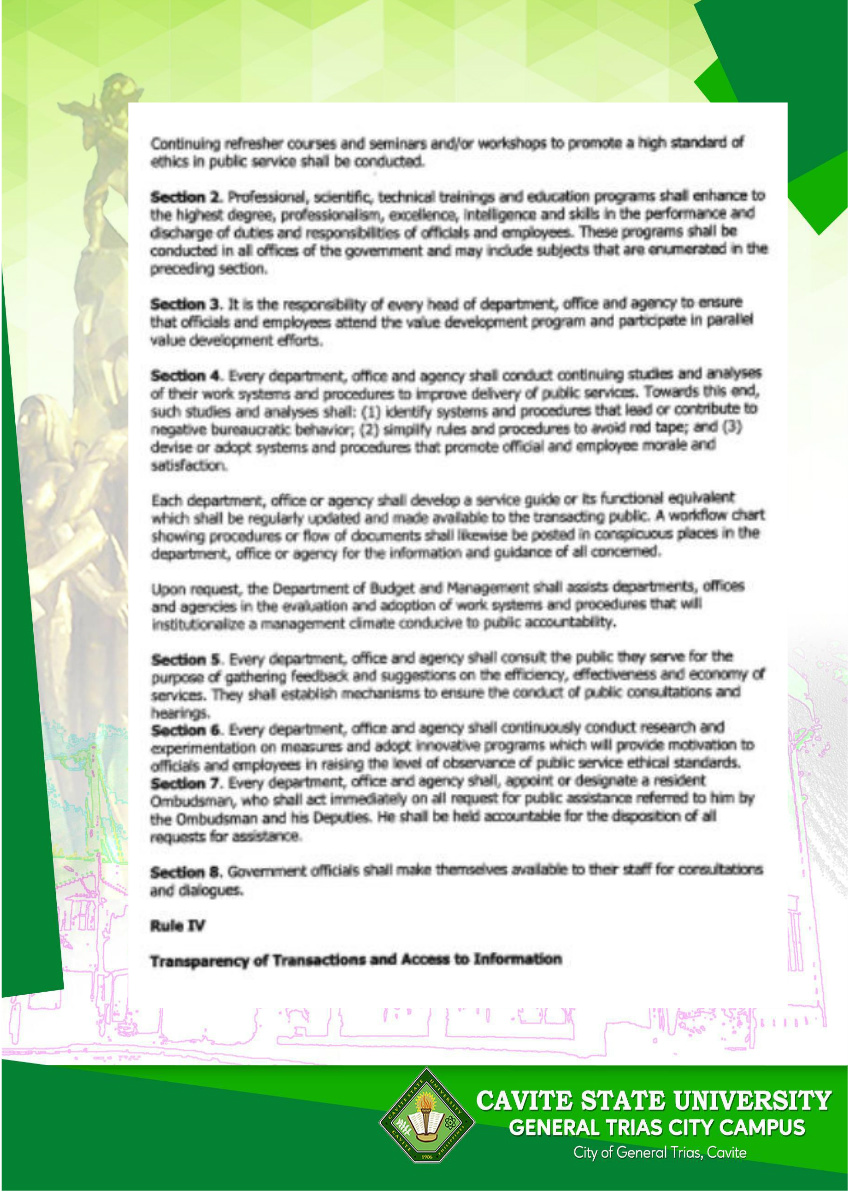 Continuing refresher courses and seminars and/or workshops to promote a high standard of
ethics in public service shall be conducted.
Section 2. Professional, scientific, technical trainings and education programs shall enhance to
the highest degree, professionalism, excellence, intelligence and skills in the performance and
discharge of duties and responsibilities of officials and employees. These programs shall be
conducted in all offices of the government and may include subjects that are enumerated in the
preceding section.
Section 3. It is the responsibility of every head of department, office and agency to ensure
that officials and employees attend the value development program and participate in parallel
value development efforts.
Section 4. Every department, office and agency shall conduct continuing studies and analyses
of their work systems and procedures to improve delivery of public services. Towards this end,
such studies and analyses shall: (1) identify systems and procedures that lead or contribute to
negative bureaucratic behavior; (2) simplify rules and procedures to avoid red tape; and (3)
devise or adopt systems and procedures that promote official and employee morale and
satisfaction.
Each department, office or agency shall develop a service guide or its functional equivalent
which shall be regularly updated and made available to the transacting public. A workflow chart
showing procedures or flow of documents shall likewise be posted in conspicuous places in the
department, office or agency for the information and guidance of all concerned.
Upon request, the Department of Budget and Management shall assists departments, offices
and agencies in the evaluation and adoption of work systems and procedures that will
institutionalize a management climate conducive to public accountability.
Section 5. Every department, office and agency shall consult the public they serve for the
purpose of gathering feedback and suggestions on the efficiency, effectiveness and economy of
services. They shall establish mechanisms to ensure the conduct of public consultations and
hearings.
Section 6. Every department, office and agency shall continuously conduct research and
experimentation on measures and adopt innovative programs which will provide motivation to
officials and employees in raising the level of observance of public service ethical standards.
Section 7. Every department, office and agency shall, appoint or designate a resident
Ombudsman, who shall act immediately on all request for public assistance referred to him by
the Ombudsman and his Deputies. He shall be held accountable for the disposition of all
requests for assistance.
Section 8. Government officials shall make themselves available to their staff for consultations
and dialogues.
Rule IV
Transparency of Transactions and Access to Information
CAVITE STATE UNIVERSITY
GENERAL TRIAS CITY CAMPUS
City of General Trias, Cavite
1906